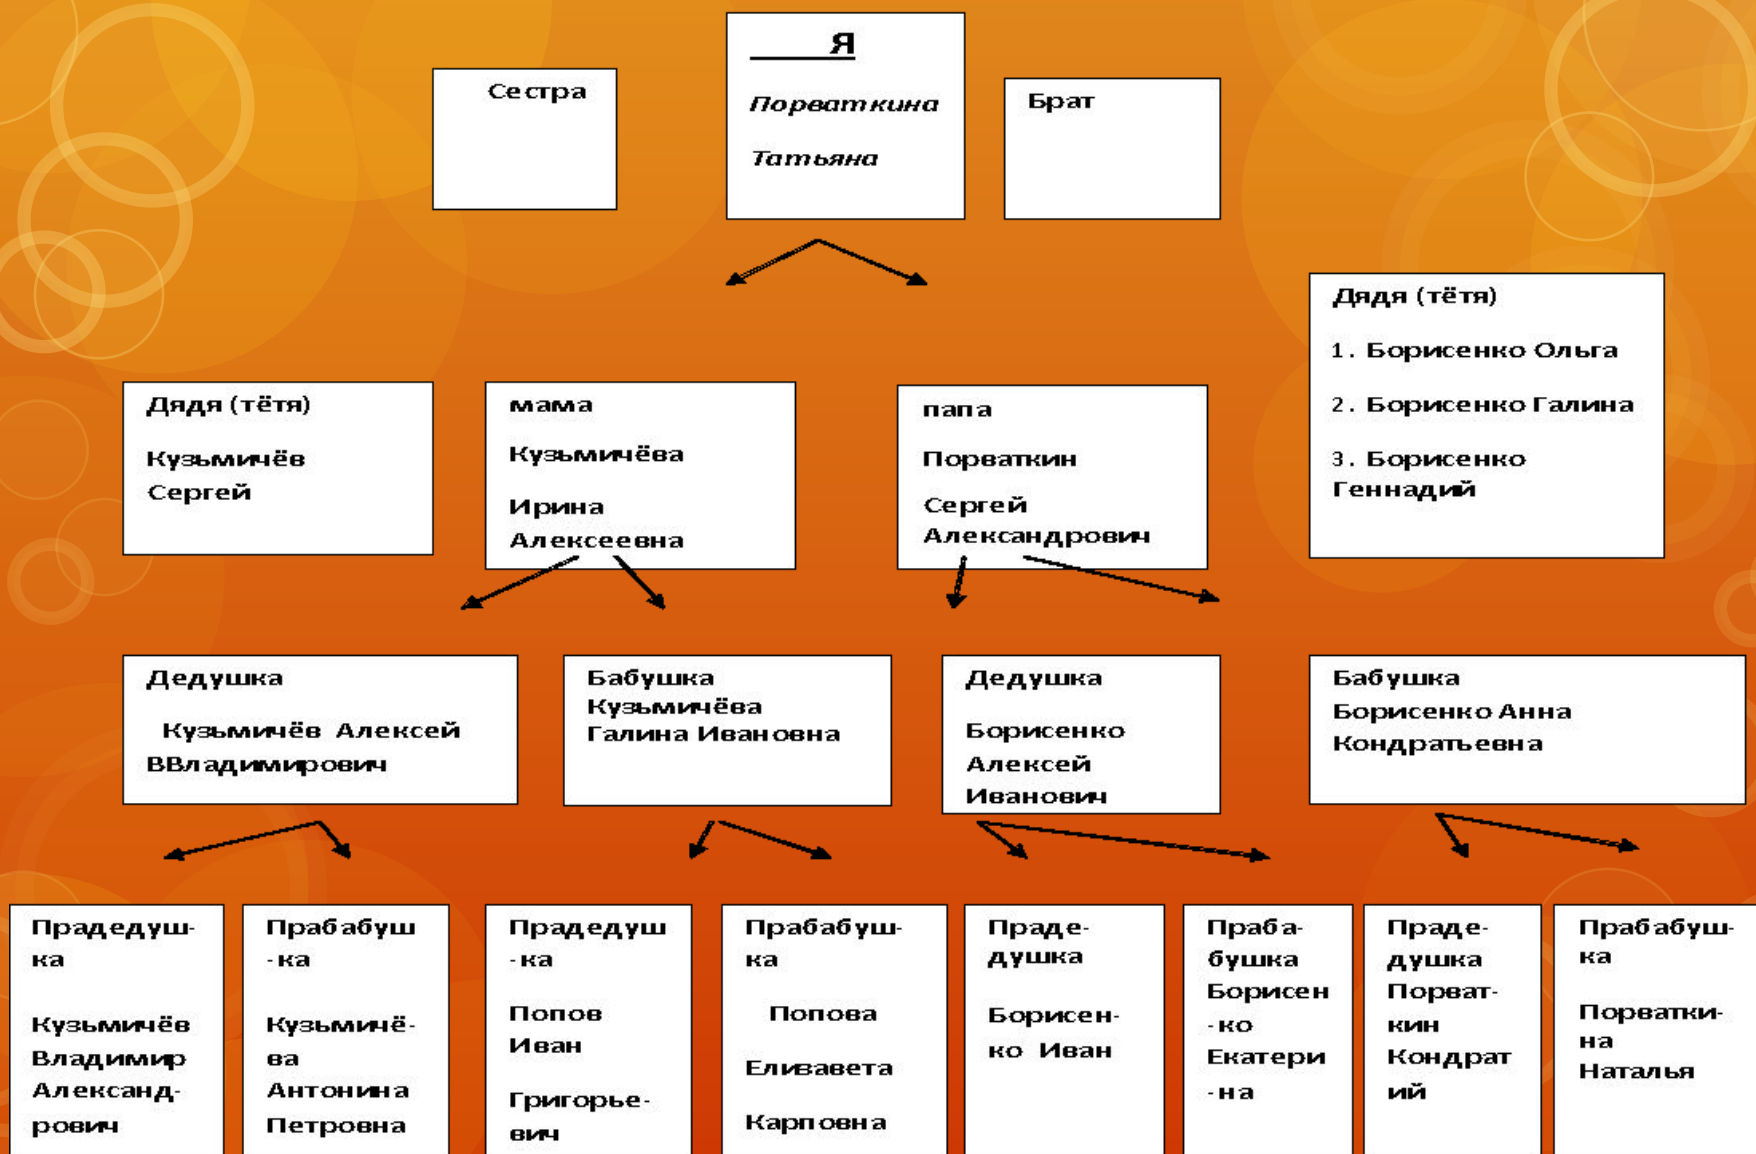 Я
Порваткина
Татьяна
Сестра
Брат
Дядя (тётя)
1. Борисенко Ольга
2. Борисенко Галина
3. Борисенко
Геннадий
Дядя (тётя)
Кузьмичёв
Сергей
мама
Кузьмичёва
Ирина
Алексеевна
папа
Порваткин
Сергей
Александрович
Дедушка
Кузьмичёв Алексей
ВВладимирович
Бабушка
Кузьмичёва
Галина Ивановна
Дедушка
Борисенко
Алексей
Иванович
Бабушка
Борисенко Анна
Кондратьевна
Прадедуш-
ка
Кузьмичёв
Владимир
Александ-
рович
Прабабуш
-ка
Кузьмичё-
ва
Антонина
Петровна
Прадедуш
-ка
Попов
Иван
Григорье-
вич
Прабабуш-
ка
Попова
Елизавета
Карповна
Праде-
душка
Борисен-
ко Иван
Праба-
бушка
Борисен
-ко
Екатери
-на
Праде-
душка
Порват-
кин
Кондрат
ий
Прабабуш-
ка
Порватки-
на
Наталья